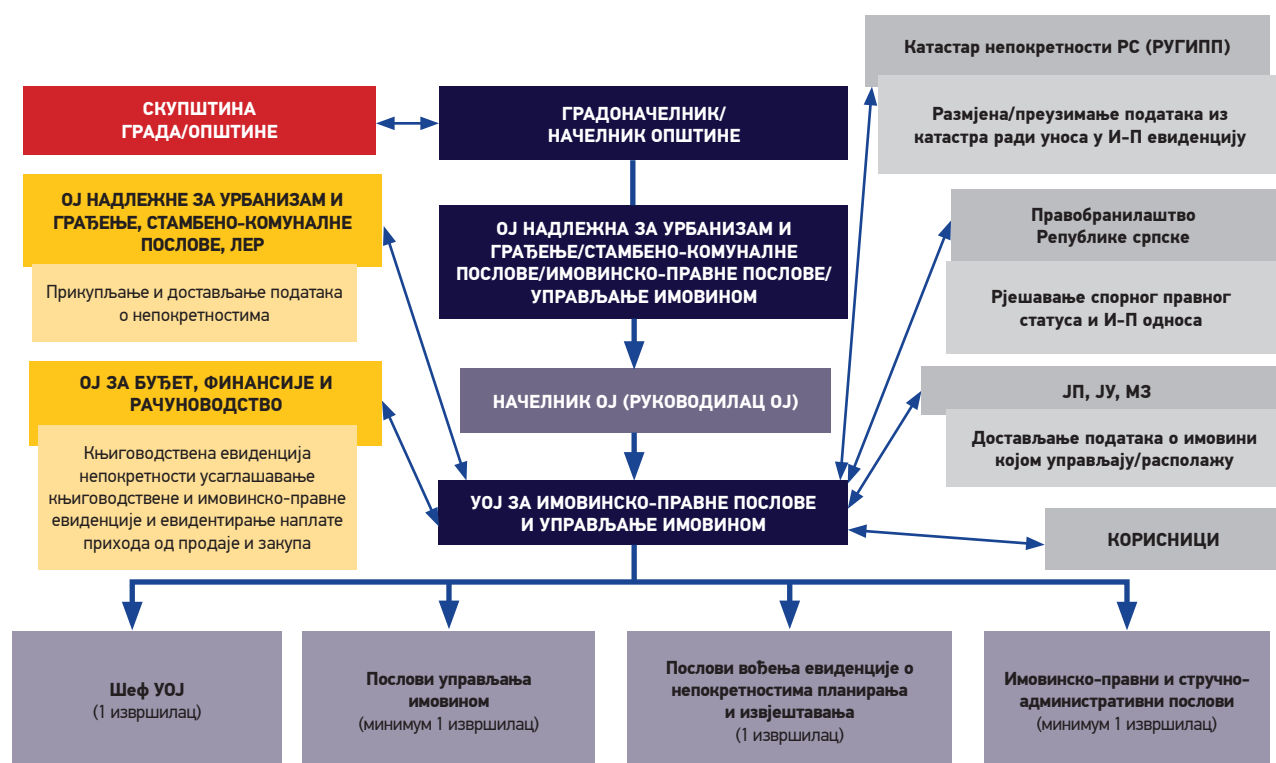 СКУПШТИНА
ГРАДА/ОПШТИНЕ
ГРАДОНАЧЕЛНИК/
НАЧЕЛНИК ОПШТИНЕ
Катастар непокретности РС (РУГИПП)
Размјена/преузимање података из
катастра ради уноса у И-П евиденцију
ОЈ НАДЛЕЖНЕ ЗА УРБАНИЗАМ И
ГРАЂЕЊЕ, СТАМБЕНО-КОМУНАЛНЕ
ПОСЛОВЕ, ЛЕР
Прикупљање и достављање података
о непокретностима
ОЈ НАДЛЕЖНА ЗА УРБАНИЗАМ И
ГРАЂЕЊЕ/СТАМБЕНО-КОМУНАЛНЕ
ПОСЛОВЕ/ИМОВИНСКО-ПРАВНЕ ПОСЛОВЕ/
УПРАВЉАЊЕ ИМОВИНОМ
Правобранилаштво
Републике српске
Рјешавање спорног правног
статуса и И-П односа
ОЈ ЗА БУЏЕТ, ФИНАНСИЈЕ И
РАЧУНОВОДСТВО
Књиговодствена евиденција
непокретности усаглашавање
књиговодствене и имовинско-правне
евиденције и евидентирање наплате
прихода од продаје и закупа
НАЧЕЛНИК ОЈ (РУКОВОДИЛАЦ ОЈ)
ЈП, ЈУ, МЗ
Достављање података о имовини
којом управљају/располажу
УОЈ ЗА ИМОВИНСКО-ПРАВНЕ ПОСЛОВЕ
И УПРАВЉАЊЕ ИМОВИНОМ
КОРИСНИЦИ
Шеф УОЈ
(1 извршилац)
Послови управљања
имовином
(минимум 1 извршилац)
Послови вођења евиденције о
непокретностима планирања
и извјештавања
(1 извршилац)
Имовинско-правни и стручно-
административни послови
(минимум 1 извршилац)